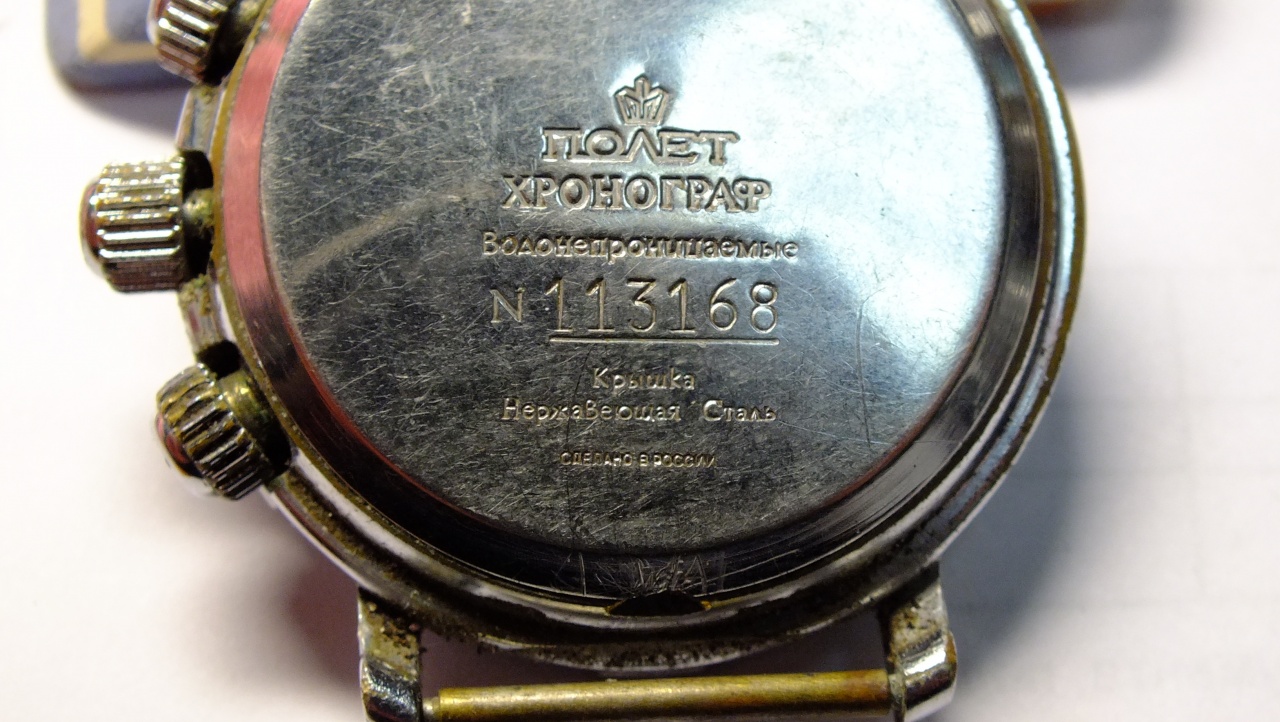 ПОЛЕТ
ХРОНОГРАФ
Водонепроницаемые
N 113168
Крышка
Нержавеющая Сталь
СДЕЛАНО В РОССИИ